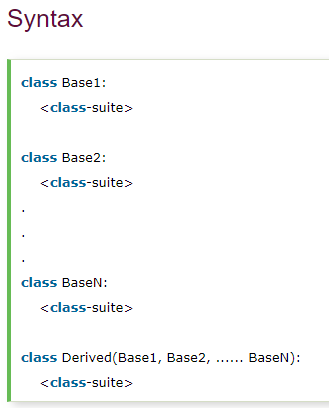 Syntax
class Base1:
<class-suite>
class Base2:
<class-suite>
.
.
.
class BaseN:
<class-suite>
class Derived(Base1, Base2, ...... BaseN):
<class-suite>